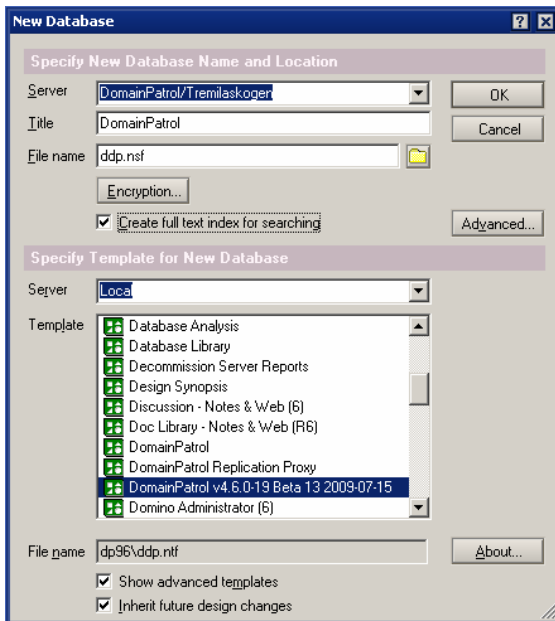 New Database
Specify New Database Name and Location
Server DomainPatrol/Tremilaskogen OK
Title DomainPatrol Cancel
File name ddp.nsf
Encryption...
Create full text index for searching Advanced...
Specify Template for New Database
Server Local
Template Database Analysis
Database Library
Decommission Server Reports
Design Synopsis
Discussion - Notes & Web (6)
Doc Library - Notes & Web (R6)
DomainPatrol
DomainPatrol Replication Proxy
DomainPatrol v4.6.0-19 Beta 13 2009-07-15
Domino Administrator (6)
File name dp96\ddp.ntf About...
Show advanced templates
Inherit future design changes